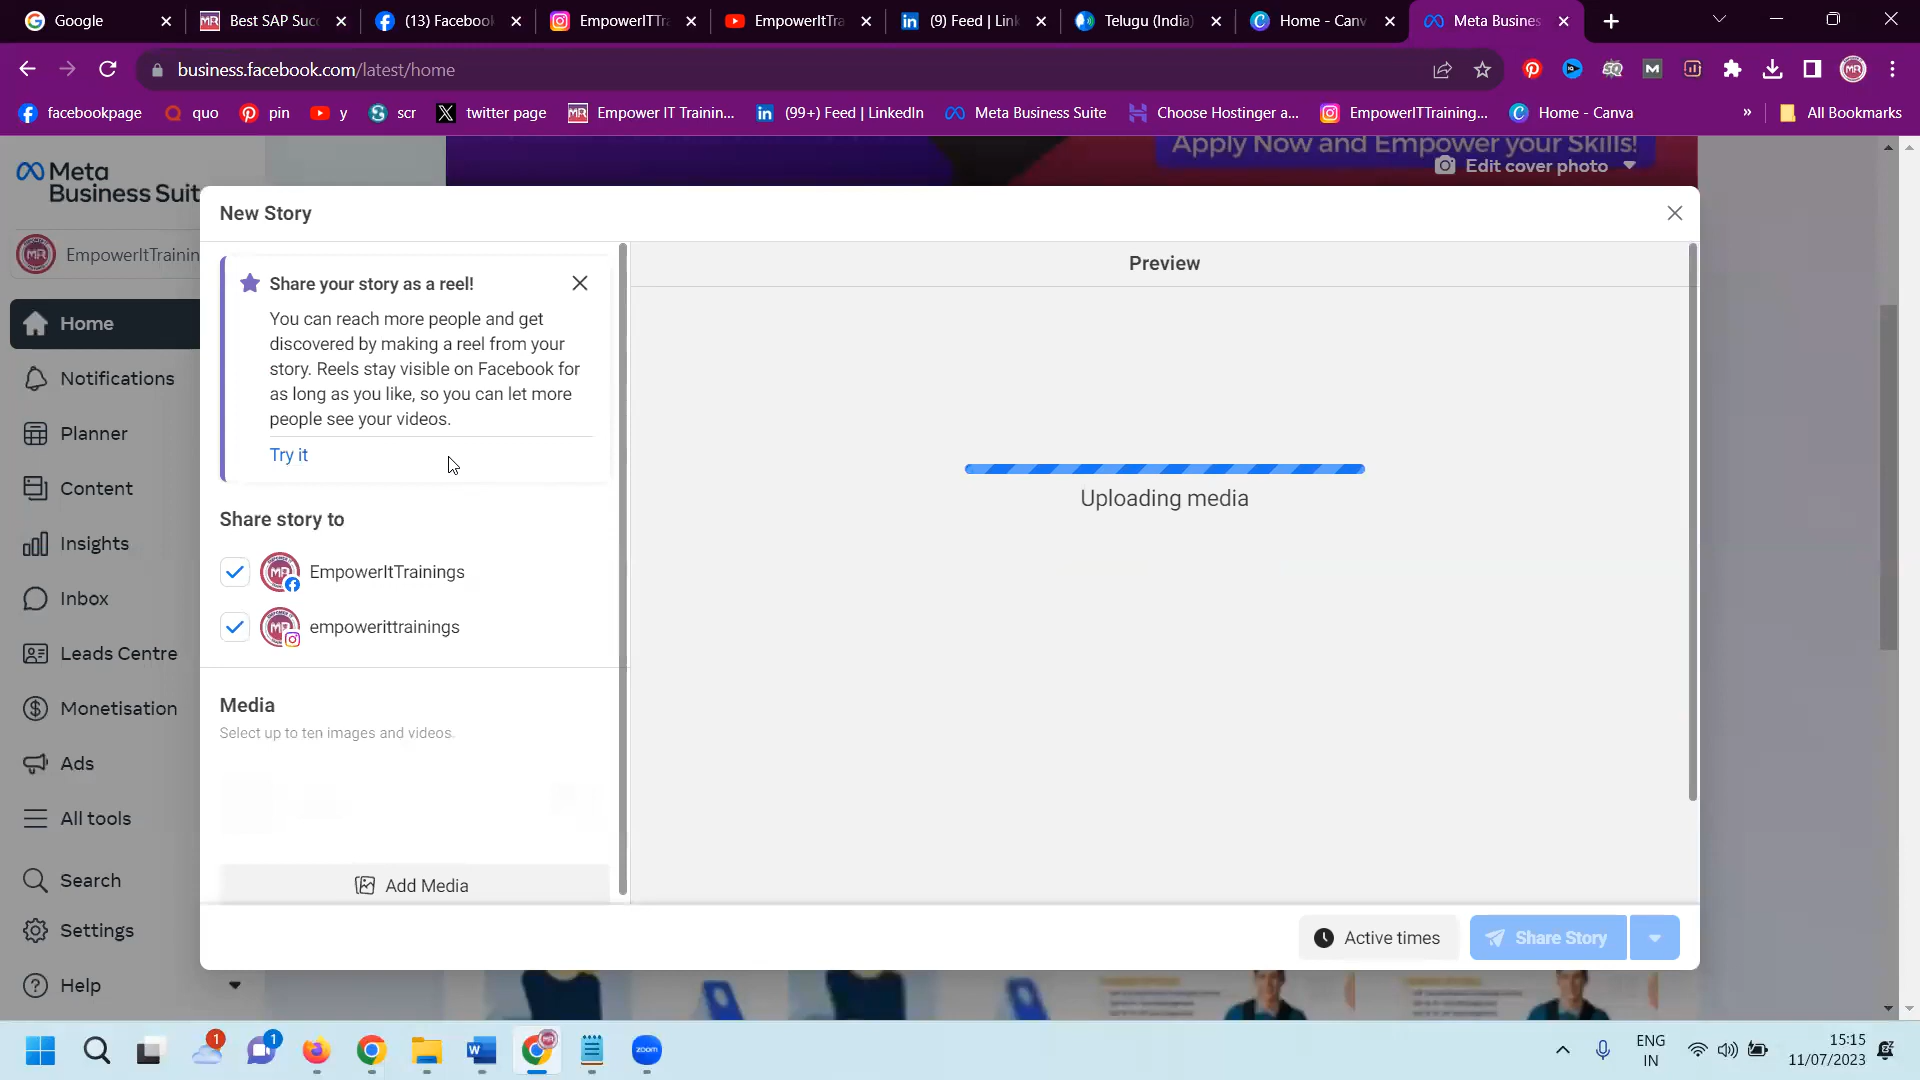 Google
Best SAP Suc
(13) Facebook
EmpowerITTra
EmpowerItTra
(9) Feed | Link
Telugu (India)
Home - Canv
Meta Busines
business.facebook.com/latest/home
facebookpage
quo
pin
y
scr
twitter page
Empower IT Trainin...
(99+) Feed | LinkedIn
Meta Business Suite
Choose Hostinger a...
EmpowerITTraining...
Home - Canva
»
All Bookmarks
Apply Now and Empower your Skills!
Edit cover photo
Meta
Business Suit
EmpowerItTrainin
Home
Notifications
Planner
Content
Insights
Inbox
Leads Centre
Monetisation
Ads
All tools
Search
Settings
Help
New Story
Share your story as a reel!
You can reach more people and get
discovered by making a reel from your
story. Reels stay visible on Facebook for
as long as you like, so you can let more
people see your videos.
Try it
Share story to
EmpowerItTrainings
empowerittrainings
Media
Select up to ten images and videos.
Add Media
Preview
Uploading media
Active times
Share Story
1
1
zoom
ENG
IN
15:15
11/07/2023